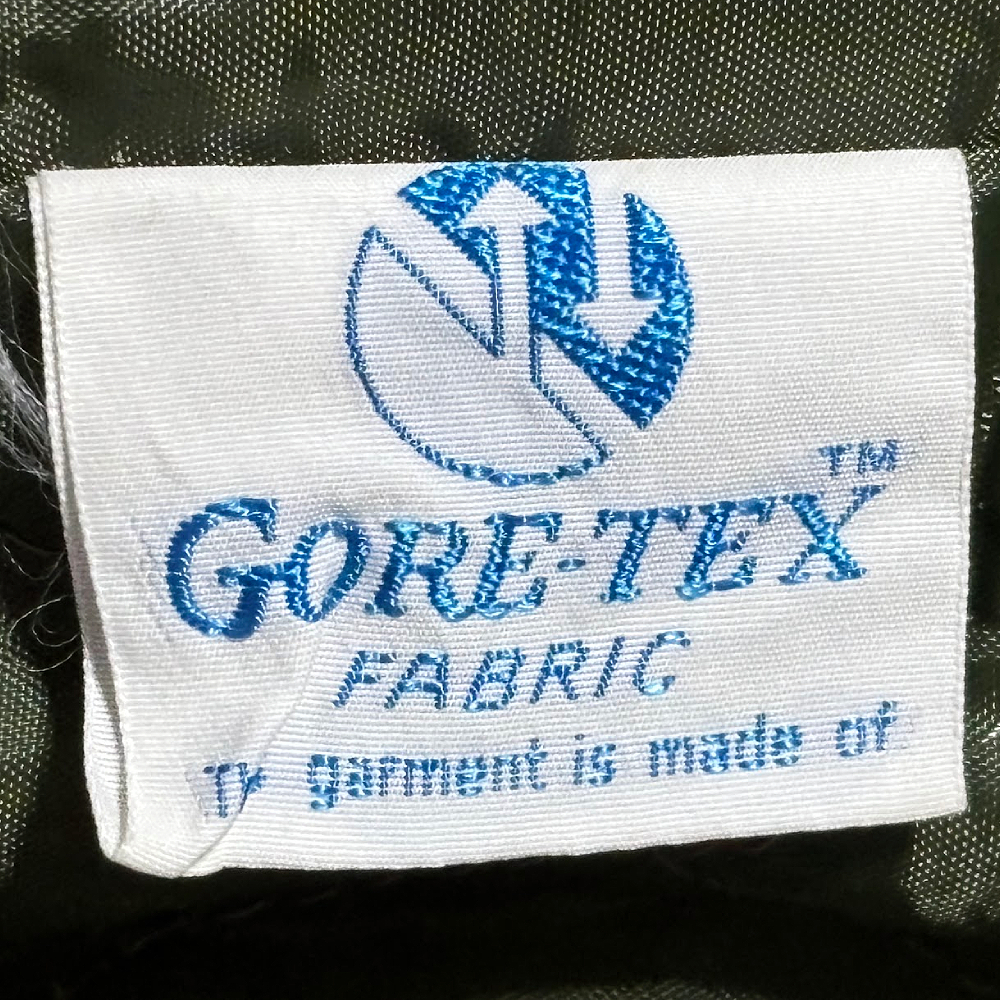 GORE-TEX™
FABRIC
garment is made of: